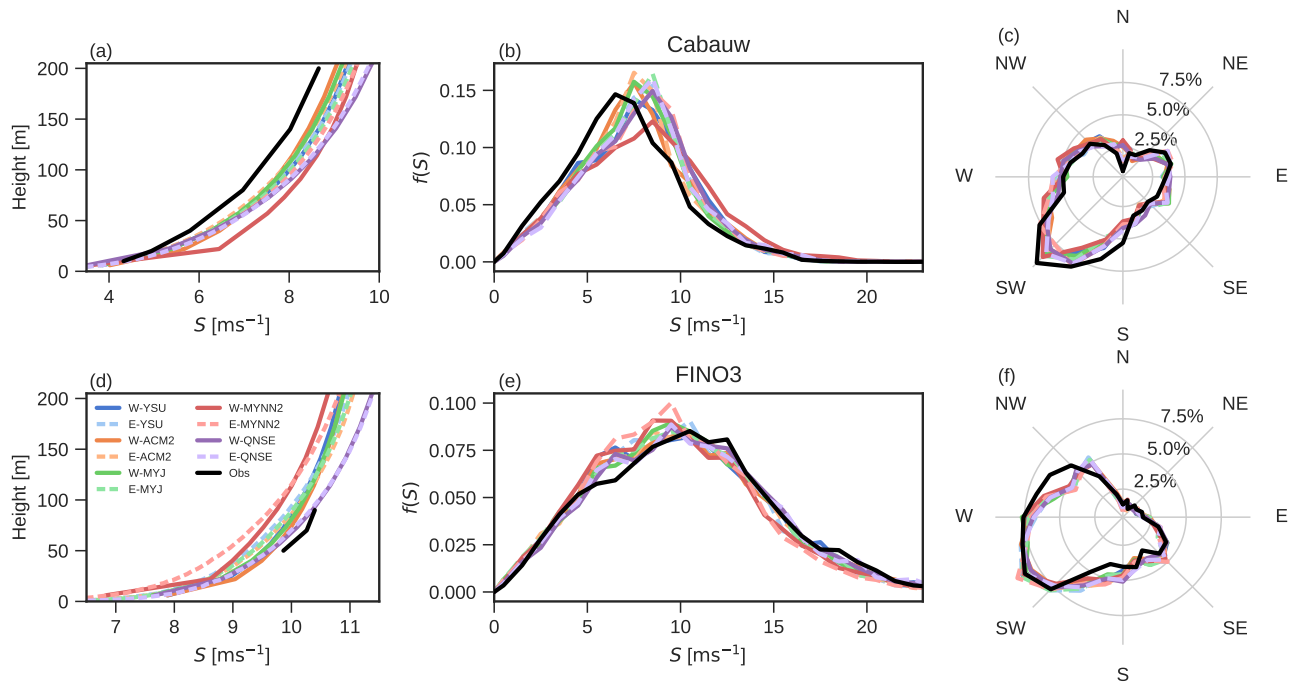 (a)
200
150
100
50
0
Height [m]
4
6
8
10
S [ms⁻¹]
(b)
Cabauw
0.15
0.10
0.05
0.00
f(S)
0
5
10
15
20
S [ms⁻¹]
(c)
N
NW
NE
7.5%
5.0%
2.5%
W
E
SW
SE
S
(d)
200
150
100
50
0
Height [m]
W-YSU
E-YSU
W-ACM2
E-ACM2
W-MYJ
E-MYJ
W-MYNN2
E-MYNN2
W-QNSE
E-QNSE
Obs
7
8
9
10
11
S [ms⁻¹]
(e)
FINO3
0.100
0.075
0.050
0.025
0.000
f(S)
0
5
10
15
20
S [ms⁻¹]
(f)
N
NW
NE
7.5%
5.0%
2.5%
W
E
SW
SE
S